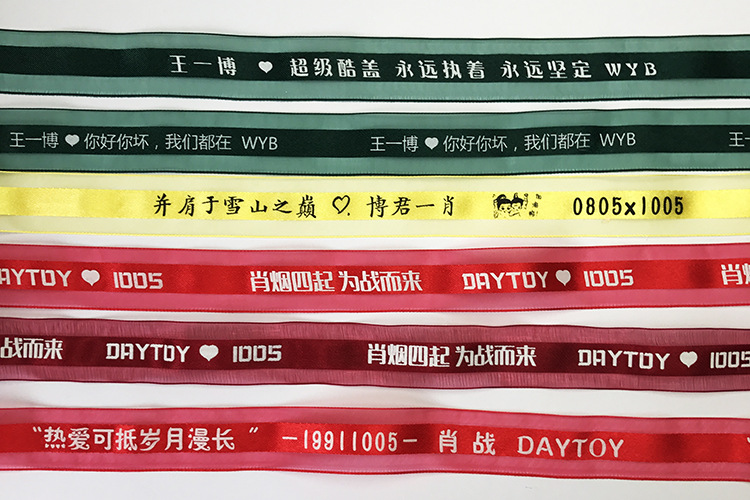 王一博 ♥ 超级酷盖 永远执着 永远坚定 WYB
王一博 ♥ 你好你坏，我们都在 WYB 王一博 ♥ 你好你坏，我们都在 WYB 王一
并肩于雪山之巅 ♡. 博君一肖 0805x1005
DAYTOY ♥ 1005 肖烟四起 为战而来 DAYTOY ♥ 1005 肖烟
战而来 DAYTOY ♥ 1005 肖烟四起 为战而来 DAYTOY ♥ 1005
“热爱可抵岁月漫长 ” -19911005- 肖 战 DAYTOY